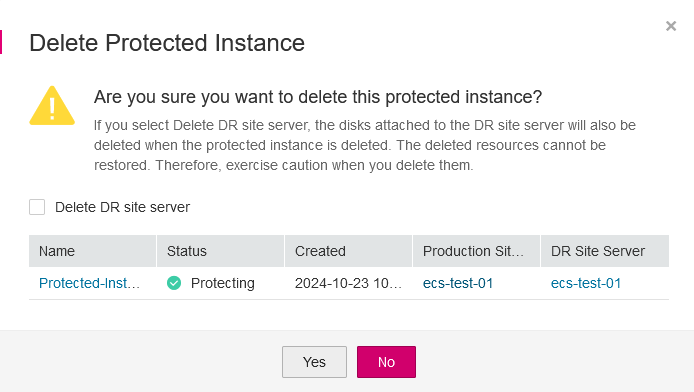 Delete Protected Instance
Are you sure you want to delete this protected instance?
If you select Delete DR site server, the disks attached to the DR site server will also be
deleted when the protected instance is deleted. The deleted resources cannot be
restored. Therefore, exercise caution when you delete them.
Delete DR site server
Name Status Created Production Sit... DR Site Server
Protected-Inst... Protecting 2024-10-23 10... ecs-test-01 ecs-test-01
Yes No